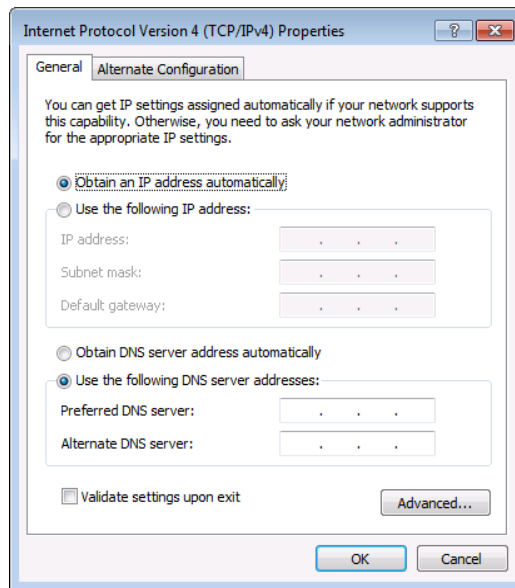 Internet Protocol Version 4 (TCP/IPv4) Properties
?
General
Alternate Configuration
You can get IP settings assigned automatically if your network supports
this capability. Otherwise, you need to ask your network administrator
for the appropriate IP settings.
Obtain an IP address automatically
Use the following IP address:
IP address: . . .
Subnet mask: . . .
Default gateway: . . .
Obtain DNS server address automatically
Use the following DNS server addresses:
Preferred DNS server: . . .
Alternate DNS server: . . .
Validate settings upon exit
Advanced...
OK
Cancel